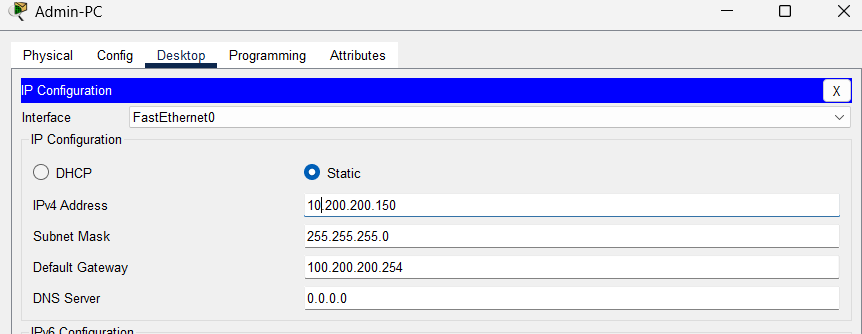 Admin-PC
Physical Config Desktop Programming Attributes
IP Configuration X
Interface FastEthernet0
IP Configuration
DHCP Static
IPv4 Address 10.200.200.150
Subnet Mask 255.255.255.0
Default Gateway 100.200.200.254
DNS Server 0.0.0.0
IPv6 Configuration